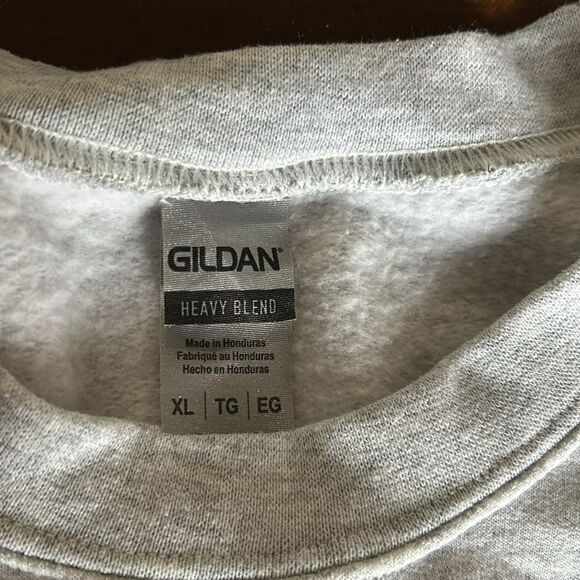 GILDAN®
HEAVY BLEND
Made in Honduras
Fabriqué au Honduras
Hecho en Honduras
XL | TG | EG